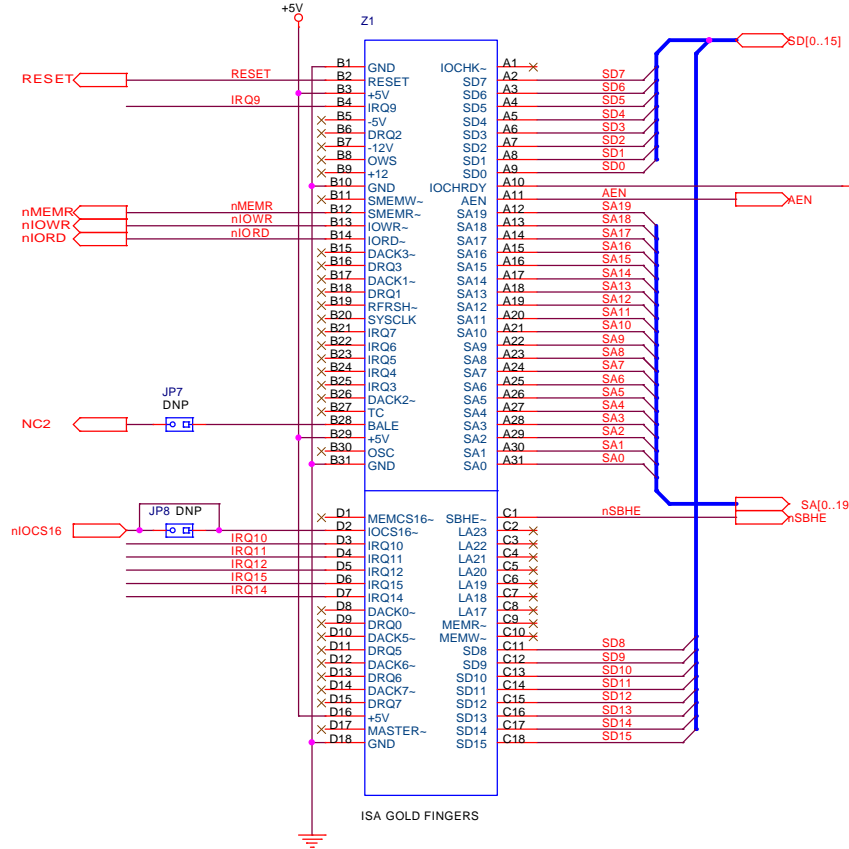 +5V
Z1
SD[0..15]
B1 GND IOCHK~ A1
RESET RESET B2 RESET SD7 A2 SD7
B3 +5V SD6 A3 SD6
IRQ9 B4 IRQ9 SD5 A4 SD5
B5 -5V SD4 A5 SD4
B6 DRQ2 SD3 A6 SD3
B7 -12V SD2 A7 SD2
B8 OWS SD1 A8 SD1
B9 +12 SD0 A9 SD0
B10 GND IOCHRDY A10
B11 SMEMW~ AEN A11 AEN AEN
nMEMR nMEMR B12 SMEMR~ SA19 A12 SA19
nIOWR nIOWR B13 IOWR~ SA18 A13 SA18
nIORD nIORD B14 IORD~ SA17 A14 SA17
B15 DACK3~ SA16 A15 SA16
B16 DRQ3 SA15 A16 SA15
B17 DACK1~ SA14 A17 SA14
B18 DRQ1 SA13 A18 SA13
B19 RFRSH~ SA12 A19 SA12
B20 SYSCLK SA11 A20 SA11
B21 IRQ7 SA10 A21 SA10
B22 IRQ6 SA9 A22 SA9
B23 IRQ5 SA8 A23 SA8
B24 IRQ4 SA7 A24 SA7
B25 IRQ3 SA6 A25 SA6
B26 DACK2~ SA5 A26 SA5
B27 TC SA4 A27 SA4
JP7
DNP
NC2 B28 BALE SA3 A28 SA3
B29 +5V SA2 A29 SA2
B30 OSC SA1 A30 SA1
B31 GND SA0 A31 SA0
SA[0..19
JP8 DNP
D1 MEMCS16~ SBHE~ C1 nSBHE nSBHE
nIOCS16 D2 IOCS16~ LA23 C2
IRQ10 D3 IRQ10 LA22 C3
IRQ11 D4 IRQ11 LA21 C4
IRQ12 D5 IRQ12 LA20 C5
IRQ15 D6 IRQ15 LA19 C6
IRQ14 D7 IRQ14 LA18 C7
D8 DACK0~ LA17 C8
D9 DRQ0 MEMR~ C9
D10 DACK5~ MEMW~ C10
D11 DRQ5 SD8 C11 SD8
D12 DACK6~ SD9 C12 SD9
D13 DRQ6 SD10 C13 SD10
D14 DACK7~ SD11 C14 SD11
D15 DRQ7 SD12 C15 SD12
D16 +5V SD13 C16 SD13
D17 MASTER~ SD14 C17 SD14
D18 GND SD15 C18 SD15
ISA GOLD FINGERS